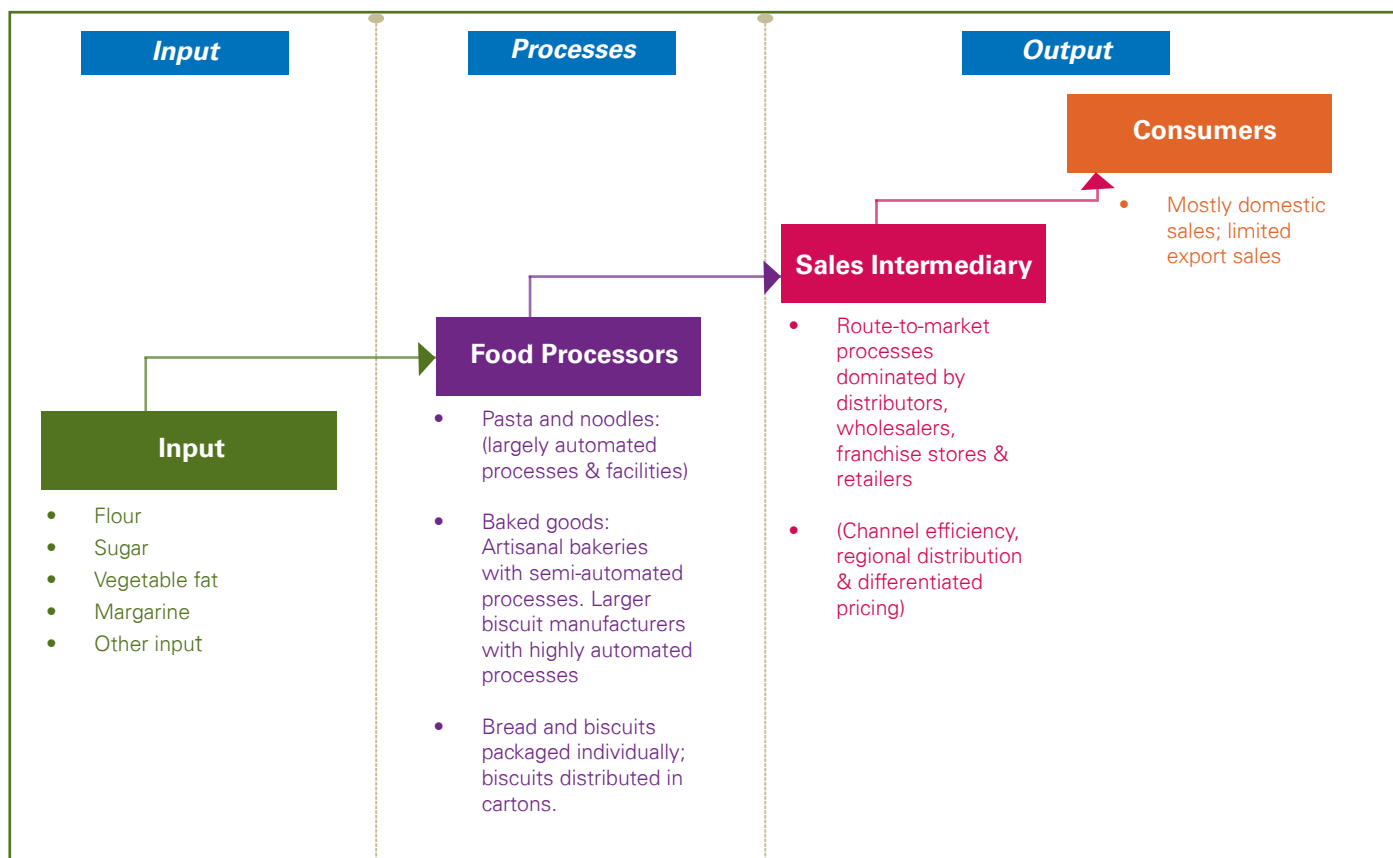 Input
Processes
Output
Consumers
• Mostly domestic
sales; limited
export sales
Sales Intermediary
• Route-to-market
processes
dominated by
distributors,
wholesalers,
franchise stores &
retailers
• (Channel efficiency,
regional distribution
& differentiated
pricing)
Food Processors
• Pasta and noodles:
(largely automated
processes & facilities)
• Baked goods:
Artisanal bakeries
with semi-automated
processes. Larger
biscuit manufacturers
with highly automated
processes
• Bread and biscuits
packaged individually;
biscuits distributed in
cartons.
Input
• Flour
• Sugar
• Vegetable fat
• Margarine
• Other input